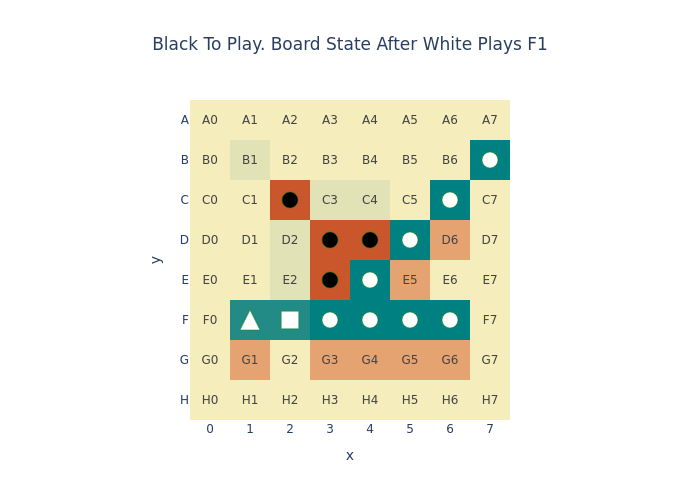 Black To Play. Board State After White Plays F1
A A0 A1 A2 A3 A4 A5 A6 A7
B B0 B1 B2 B3 B4 B5 B6
C C0 C1 C3 C4 C5 C7
D D0 D1 D2 D6 D7
y
E E0 E1 E2 E5 E6 E7
F F0 F7
G G0 G1 G2 G3 G4 G5 G6 G7
H H0 H1 H2 H3 H4 H5 H6 H7
0 1 2 3 4 5 6 7
x